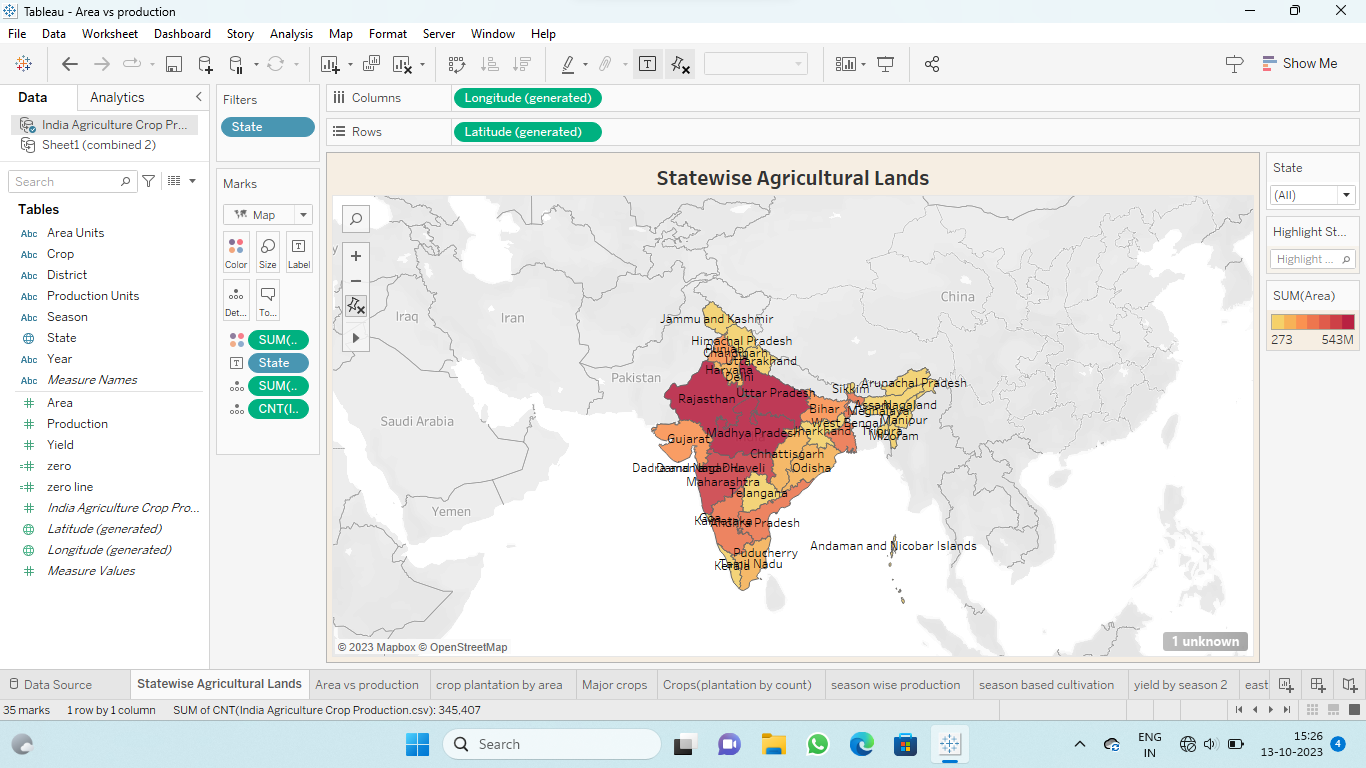 Tableau - Area vs production
File Data Worksheet Dashboard Story Analysis Map Format Server Window Help
Show Me
Data
Analytics
India Agriculture Crop Pr...
Sheet1 (combined 2)
Search
Tables
Abc Area Units
Abc Crop
Abc District
Abc Production Units
Abc Season
State
Abc Year
Abc Measure Names
Area
Production
Yield
zero
zero line
India Agriculture Crop Pro...
Latitude (generated)
Longitude (generated)
Measure Values
Filters
State
Marks
Map
Color Size Label
Det... To...
SUM(..
State
SUM(..
CNT(I..
Columns
Longitude (generated)
Rows
Latitude (generated)
Statewise Agricultural Lands
China
Iraq
Iran
Pakistan
Saudi Arabia
Yemen
Jammu and Kashmir
Himachal Pradesh
Punjab
Chandigarh
Uttarakhand
Haryana
Delhi
Arunachal Pradesh
Sikkim
Uttar Pradesh
Rajasthan
Assam
Nagaland
Bihar
Meghalaya
Manipur
West Bengal
Madhya Pradesh
Jharkhand
Tripura
Mizoram
Gujarat
Chhattisgarh
Odisha
Maharashtra
Telangana
Goa
Karnataka
Andhra Pradesh
Andaman and Nicobar Islands
Puducherry
Tamil Nadu
Kerala
© 2023 Mapbox © OpenStreetMap
1 unknown
State
(All)
Highlight St...
Highlight ...
SUM(Area)
273 543M
Data Source
Statewise Agricultural Lands
Area vs production
crop plantation by area
Major crops
Crops(plantation by count)
season wise production
season based cultivation
yield by season 2
east
35 marks 1 row by 1 column SUM of CNT(India Agriculture Crop Production.csv): 345,407
Search
ENG
IN
15:26
13-10-2023
4